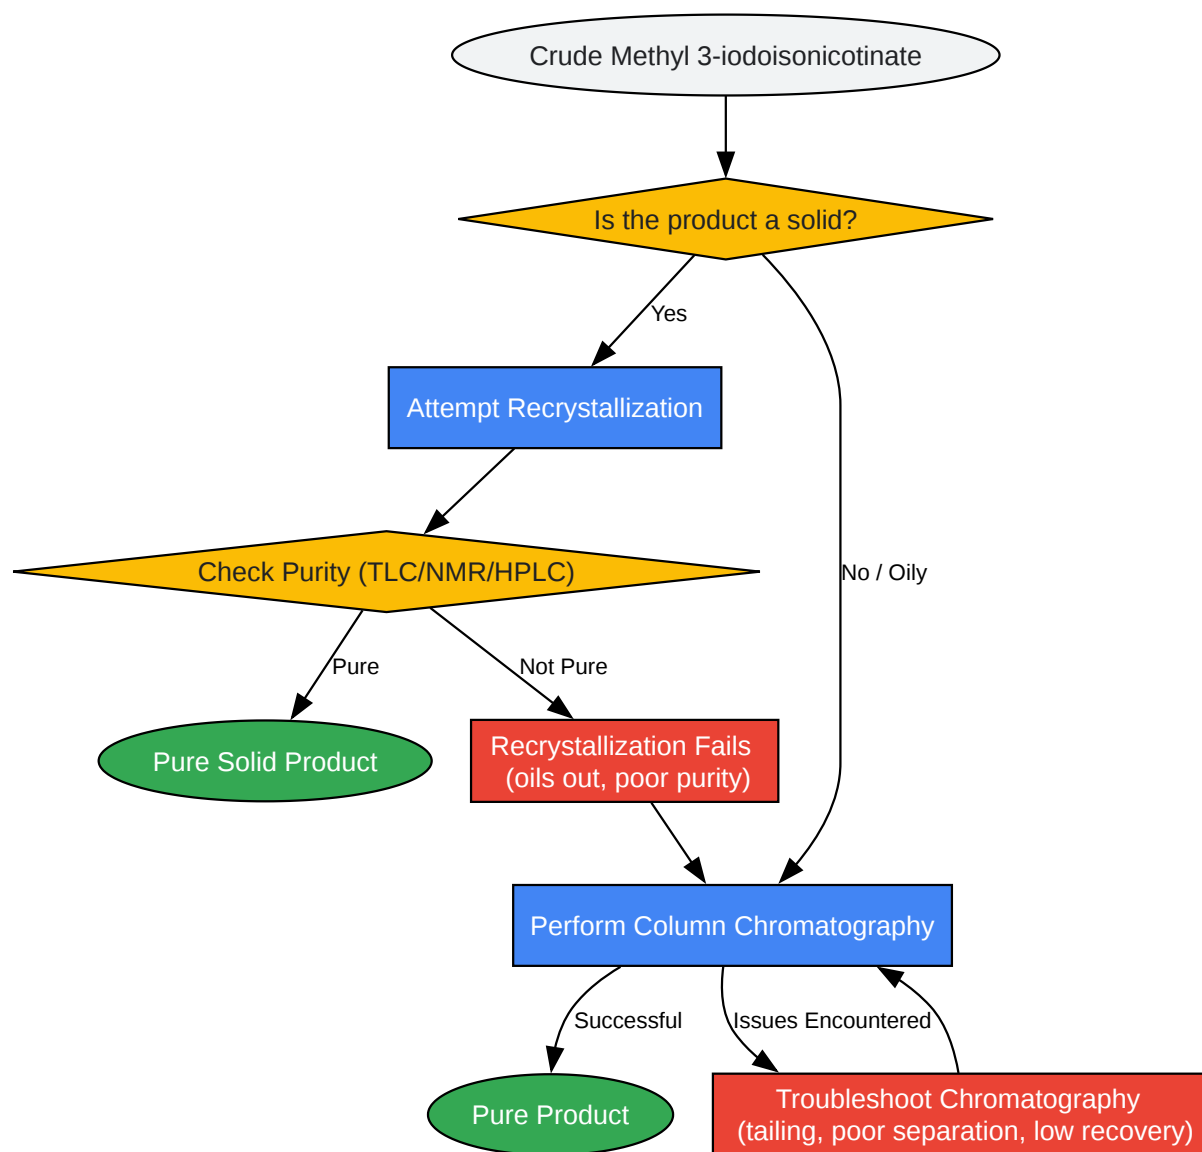 Crude Methyl 3-iodoisonicotinate
Is the product a solid?
Yes
Attempt Recrystallization
Check Purity (TLC/NMR/HPLC)
No / Oily
Pure
Not Pure
Pure Solid Product
Recrystallization Fails
(oils out, poor purity)
Perform Column Chromatography
Successful
Issues Encountered
Pure Product
Troubleshoot Chromatography
(tailing, poor separation, low recovery)